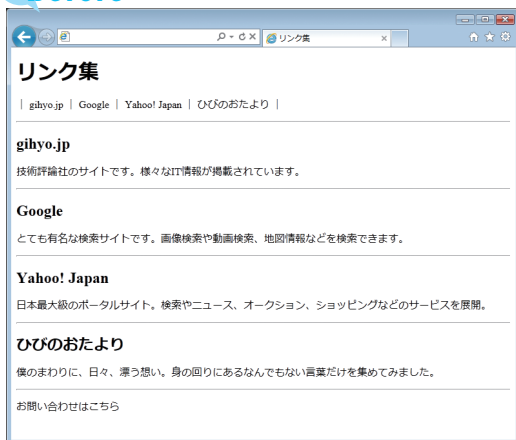 リンク集
リンク集
｜ gihyo.jp ｜ Google ｜ Yahoo! Japan ｜ ひびのおたより ｜
gihyo.jp
技術評論社のサイトです。様々なIT情報が掲載されています。
Google
とても有名な検索サイトです。画像検索や動画検索、地図情報などを検索できます。
Yahoo! Japan
日本最大級のポータルサイト。検索やニュース、オークション、ショッピングなどのサービスを展開。
ひびのおたより
僕のまわりに、日々、漂う想い。身の回りにあるなんでもない言葉だけを集めてみました。
お問い合わせはこちら